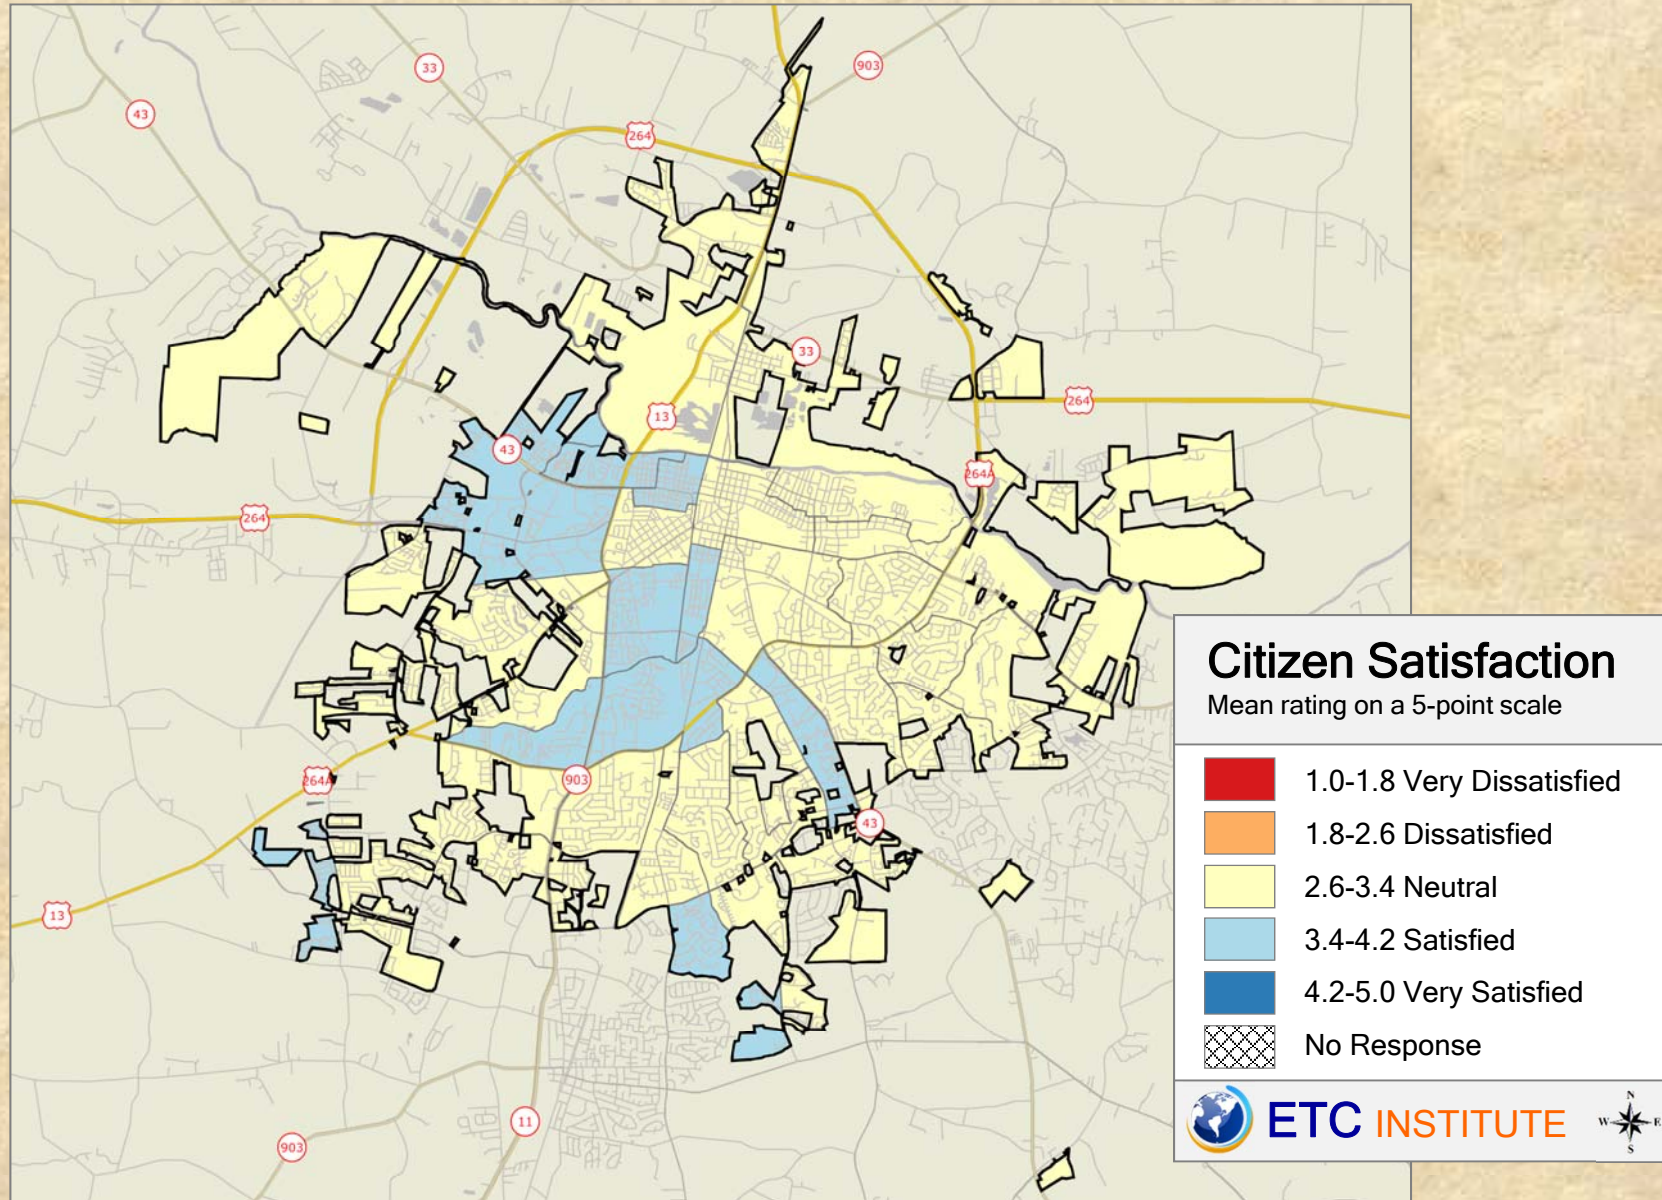 33
903
43
264
33
264
13
43
264A
264
903
264A
43
13
11
903
Citizen Satisfaction
Mean rating on a 5-point scale
1.0-1.8 Very Dissatisfied
1.8-2.6 Dissatisfied
2.6-3.4 Neutral
3.4-4.2 Satisfied
4.2-5.0 Very Satisfied
No Response
ETC INSTITUTE
N
W E
S